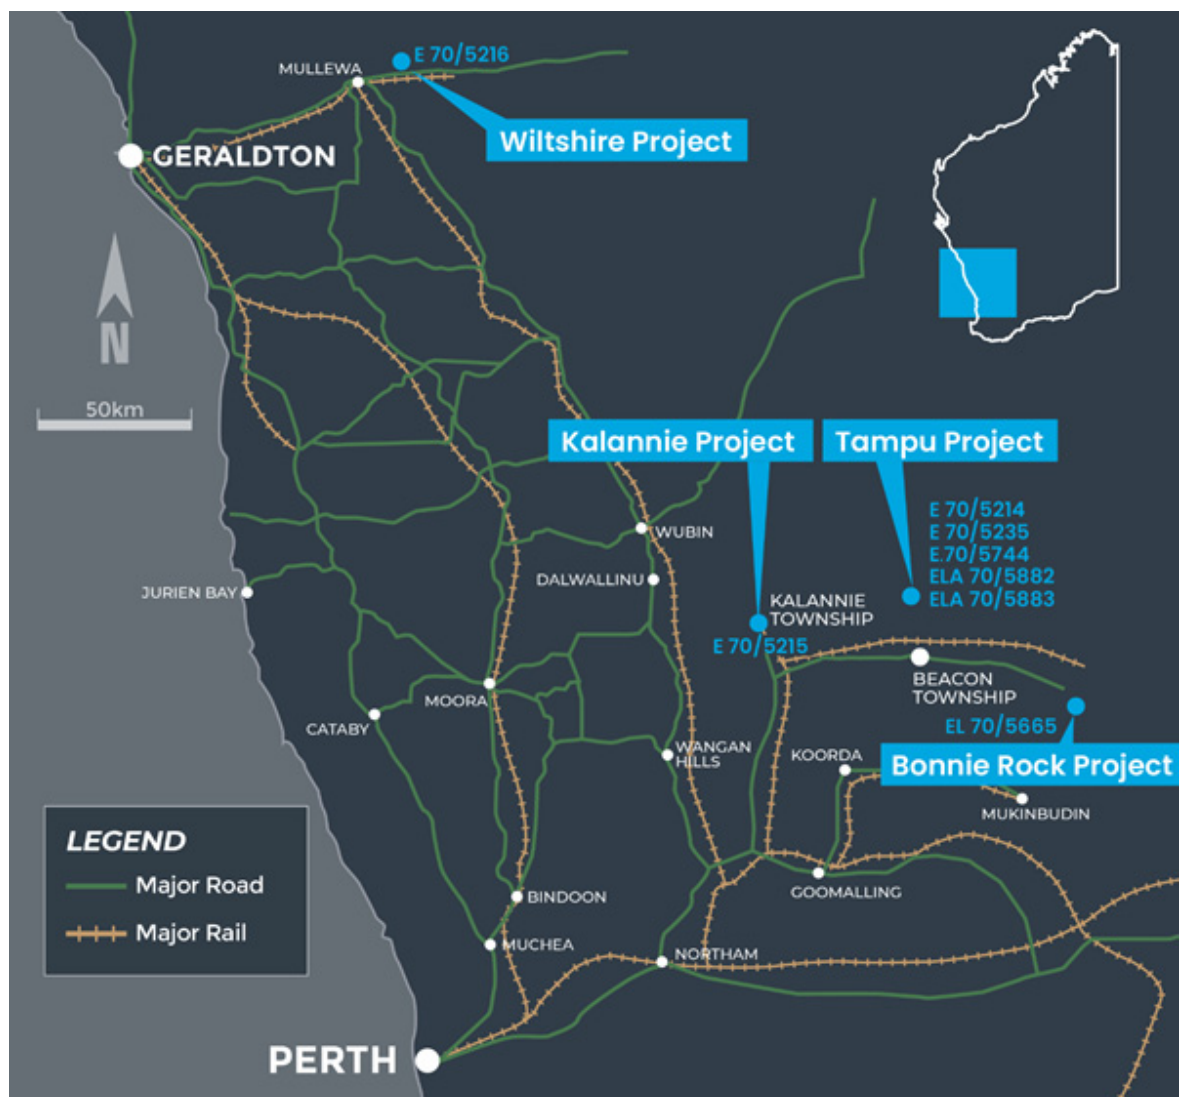 E 70/5216
MULLEWA
Wiltshire Project
GERALDTON
N
50km
Kalannie Project
Tampu Project
E 70/5214
E 70/5235
E.70/5744
ELA 70/5882
ELA 70/5883
WUBIN
DALWALLINU
JURIEN BAY
KALANNIE
TOWNSHIP
E 70/5215
BEACON
TOWNSHIP
MOORA
CATABY
EL 70/5665
WANGAN
HILLS
KOORDA
Bonnie Rock Project
MUKINBUDIN
LEGEND
Major Road
Major Rail
GOOMALLING
BINDOON
MUCHEA
NORTHAM
PERTH